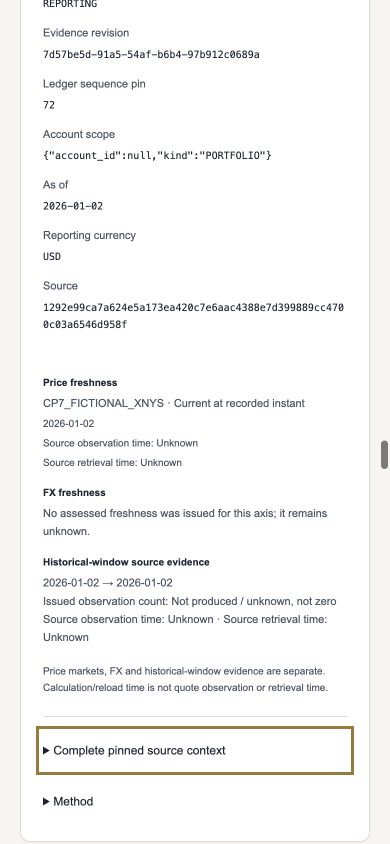 REPORTING
Evidence revision
7d57be5d-91a5-54af-b6b4-97b912c0689a
Ledger sequence pin
72
Account scope
{"account_id":null,"kind":"PORTFOLIO"}
As of
2026-01-02
Reporting currency
USD
Source
1292e99ca7a624e5a173ea420c7e6aac4388e7d399889cc470
0c03a6546d958f
Price freshness
CP7_FICTIONAL_XNYS · Current at recorded instant
2026-01-02
Source observation time: Unknown
Source retrieval time: Unknown
FX freshness
No assessed freshness was issued for this axis; it remains
unknown.
Historical-window source evidence
2026-01-02 → 2026-01-02
Issued observation count: Not produced / unknown, not zero
Source observation time: Unknown · Source retrieval time:
Unknown
Price markets, FX and historical-window evidence are separate.
Calculation/reload time is not quote observation or retrieval time.
▶ Complete pinned source context
▶ Method